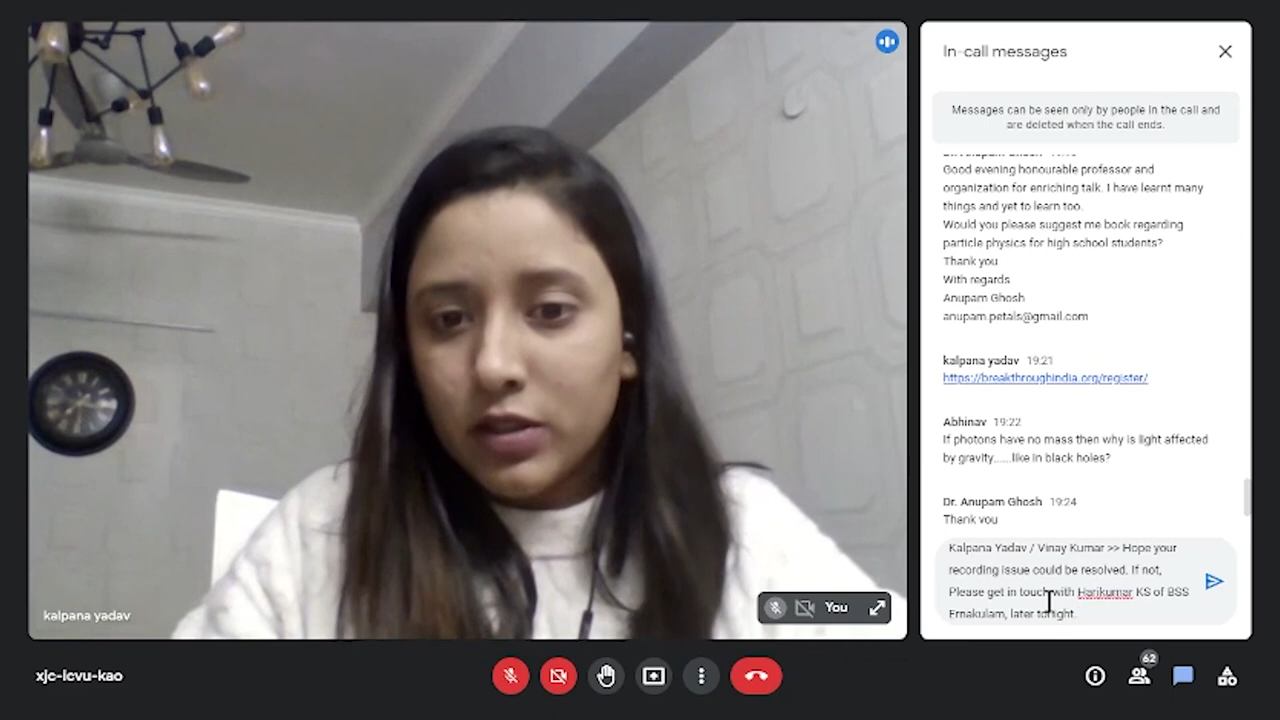 In-call messages
Messages can be seen only by people in the call and
are deleted when the call ends.
Good evening honourable professor and
organization for enriching talk. I have learnt many
things and yet to learn too.
Would you please suggest me book regarding
particle physics for high school students?
Thank you
With regards
Anupam Ghosh
anupam.petals@gmail.com
kalpana yadav 19:21
https://breakthroughindia.org/register/
Abhinav 19:22
If photons have no mass then why is light affected
by gravity......like in black holes?
Dr. Anupam Ghosh 19:24
Thank you
Kalpana Yadav / Vinay Kumar >> Hope your
recording issue could be resolved. If not,
Please get in touch with Harikumar KS of BSS
Ernakulam, later tonight.
kalpana yadav
You
xjc-icvu-kao
62